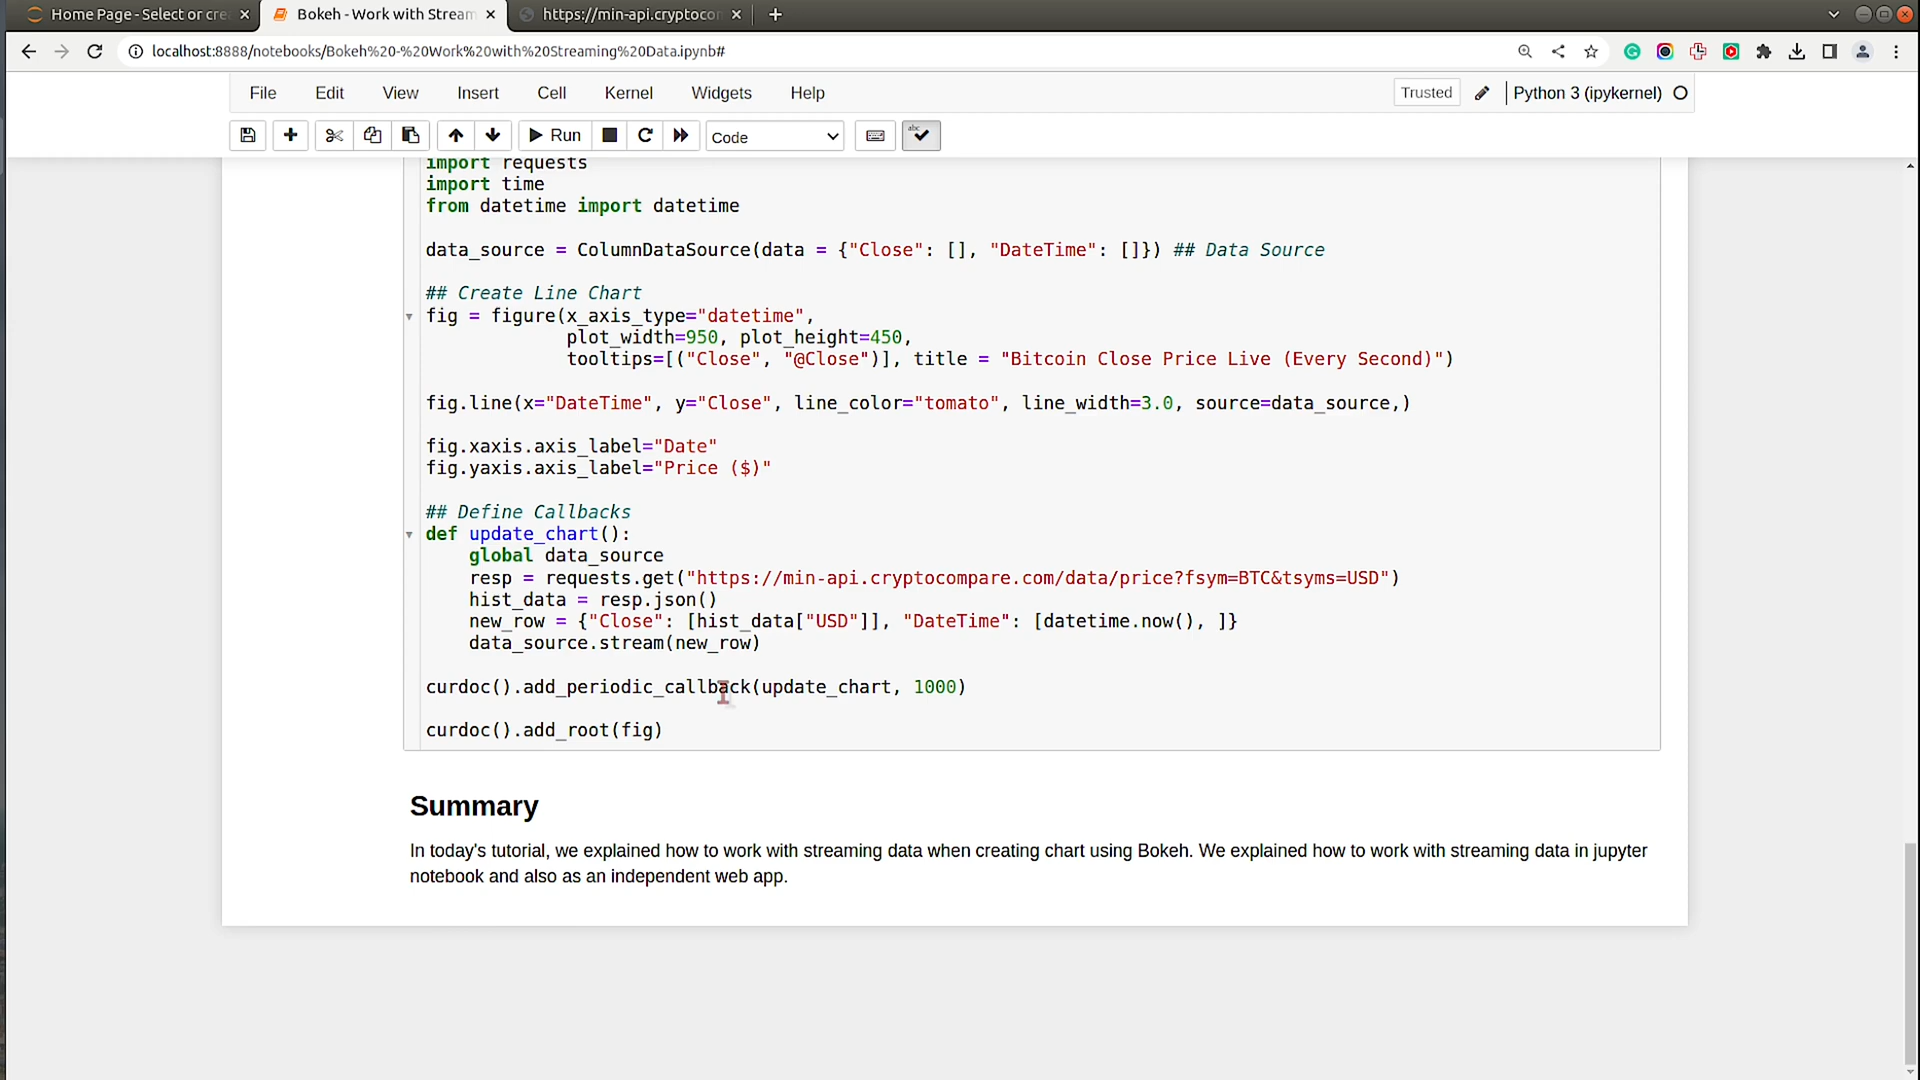 Home Page - Select or cre
Bokeh - Work with Stream
https://min-api.cryptocom
localhost:8888/notebooks/Bokeh%20-%20Work%20with%20Streaming%20Data.ipynb#
File Edit View Insert Cell Kernel Widgets Help
Trusted
Python 3 (ipykernel)
Run
Code
abc
import requests
import time
from datetime import datetime
data_source = ColumnDataSource(data = {"Close": [], "DateTime": []}) ## Data Source
## Create Line Chart
fig = figure(x_axis_type="datetime",
plot_width=950, plot_height=450,
tooltips=[("Close", "@Close")], title = "Bitcoin Close Price Live (Every Second)")
fig.line(x="DateTime", y="Close", line_color="tomato", line_width=3.0, source=data_source,)
fig.xaxis.axis_label="Date"
fig.yaxis.axis_label="Price ($)"
## Define Callbacks
def update_chart():
global data_source
resp = requests.get("https://min-api.cryptocompare.com/data/price?fsym=BTC&tsyms=USD")
hist_data = resp.json()
new_row = {"Close": [hist_data["USD"]], "DateTime": [datetime.now(), ]}
data_source.stream(new_row)
curdoc().add_periodic_callback(update_chart, 1000)
curdoc().add_root(fig)
Summary
In today's tutorial, we explained how to work with streaming data when creating chart using Bokeh. We explained how to work with streaming data in jupyter
notebook and also as an independent web app.